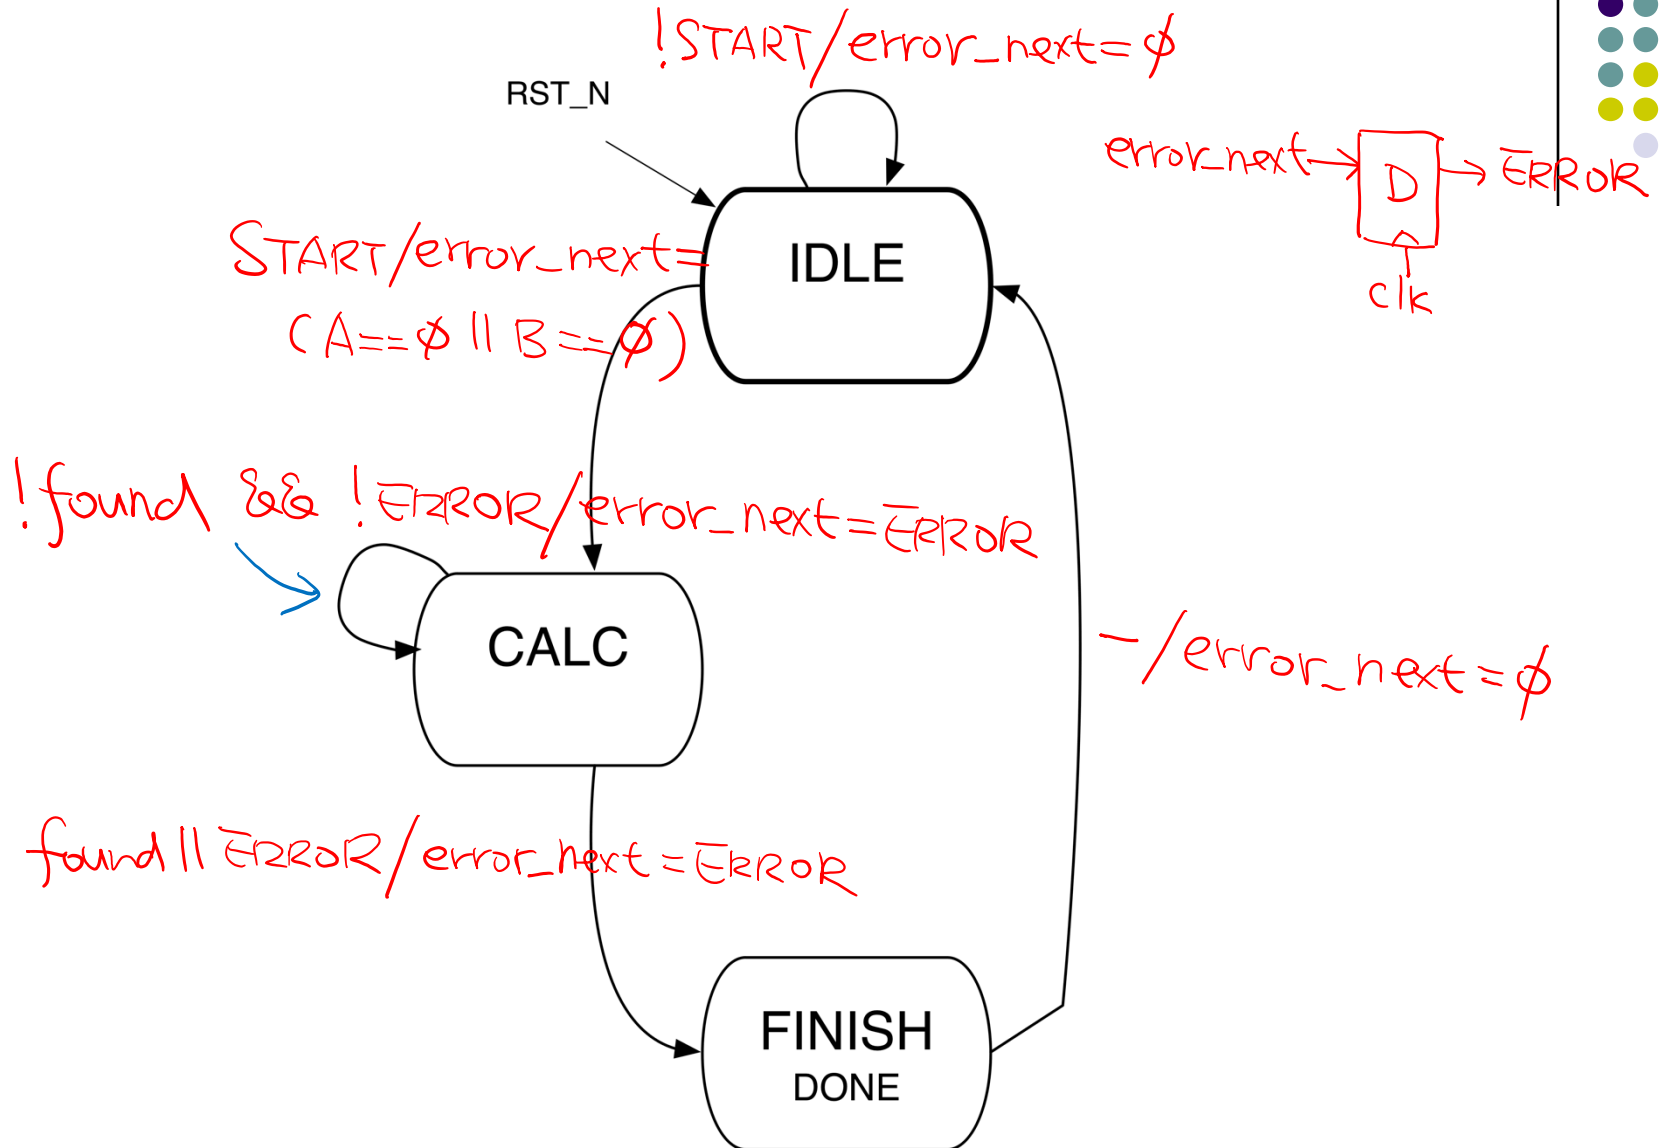 !START/error_next=ϕ
RST_N
error_next
D
ERROR
clk
START/error_next=
(A==ϕ || B==ϕ)
IDLE
!found && !ERROR/error_next=ERROR
CALC
-/error_next=ϕ
found || ERROR/error_next=ERROR
FINISH
DONE